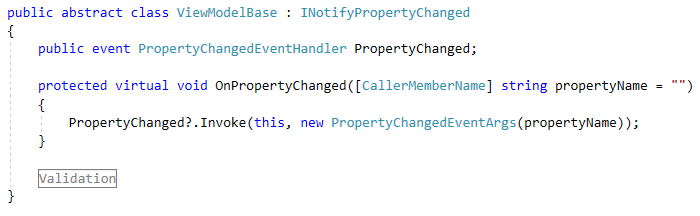 public abstract class ViewModelBase : INotifyPropertyChanged
{
public event PropertyChangedEventHandler PropertyChanged;
protected virtual void OnPropertyChanged([CallerMemberName] string propertyName = "")
{
PropertyChanged?.Invoke(this, new PropertyChangedEventArgs(propertyName));
}
Validation
}